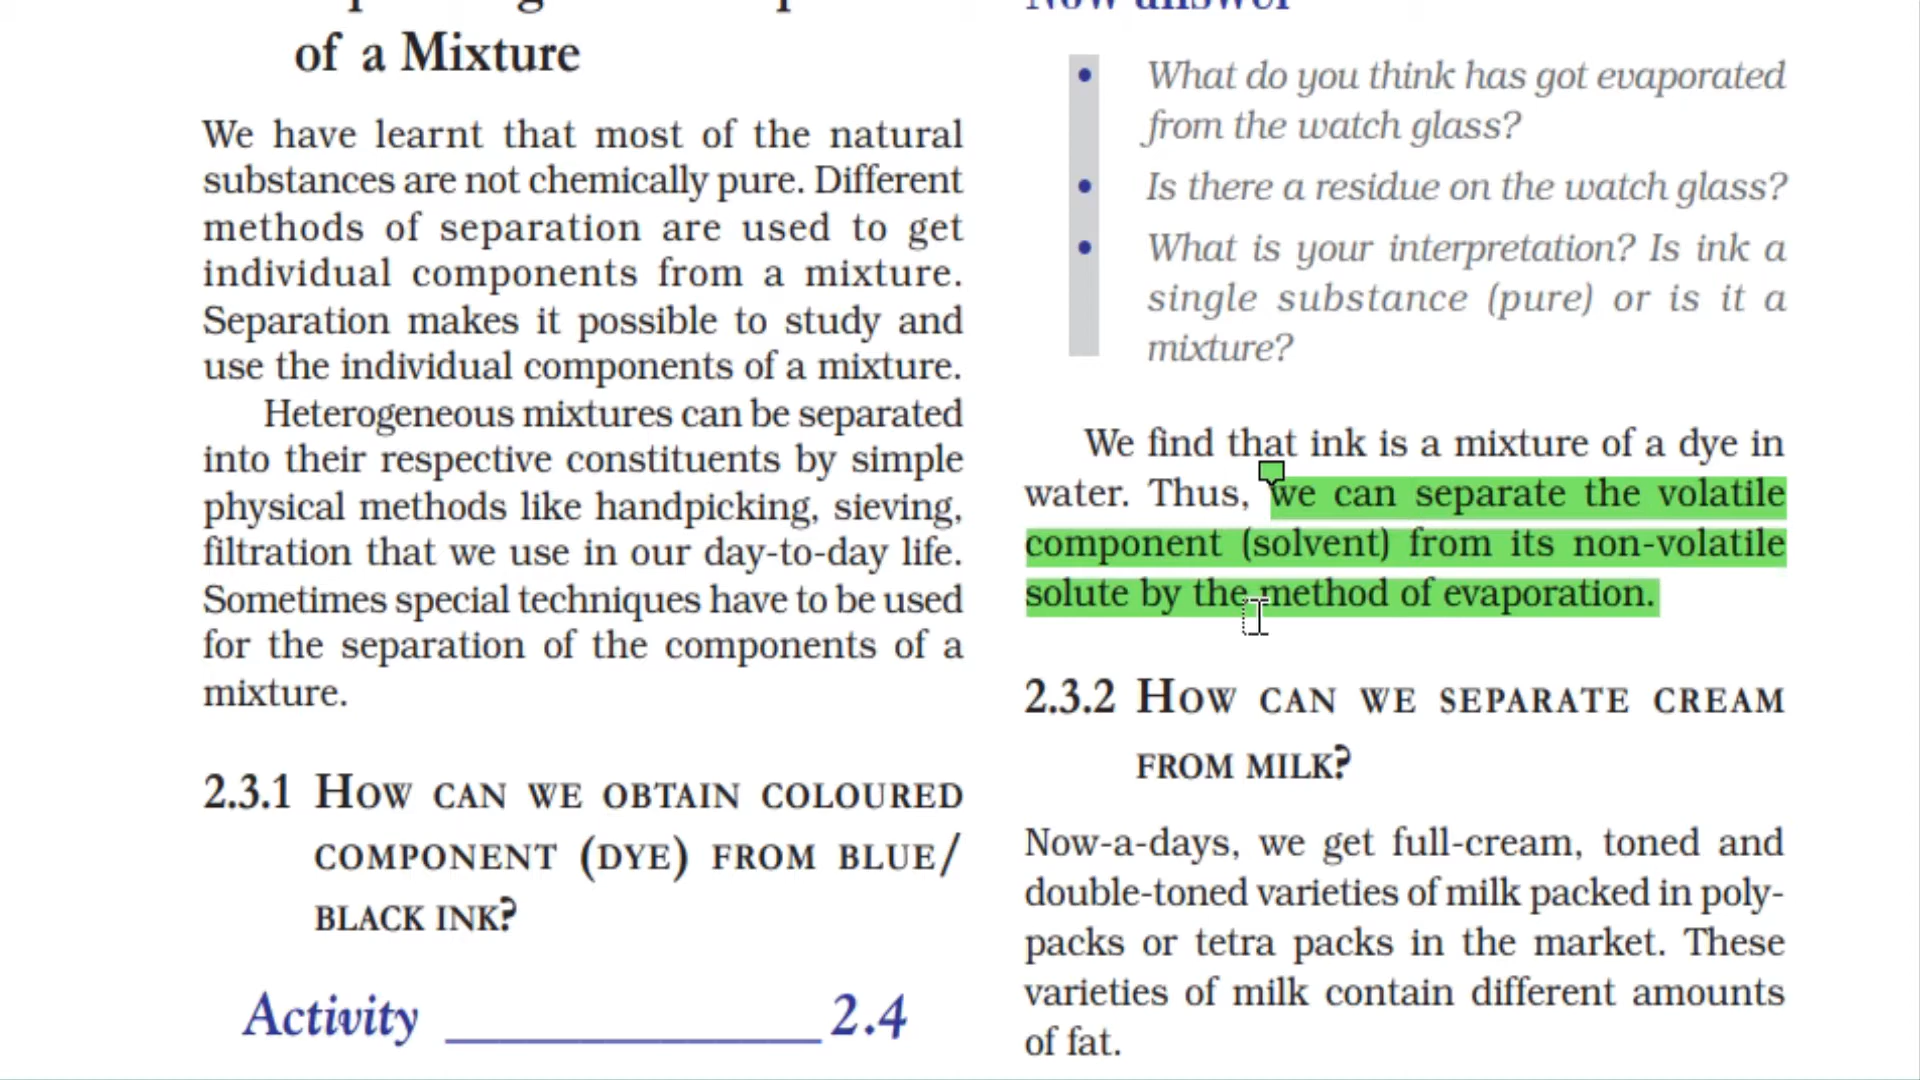 of a Mixture
We have learnt that most of the natural
substances are not chemically pure. Different
methods of separation are used to get
individual components from a mixture.
Separation makes it possible to study and
use the individual components of a mixture.
Heterogeneous mixtures can be separated
into their respective constituents by simple
physical methods like handpicking, sieving,
filtration that we use in our day-to-day life.
Sometimes special techniques have to be used
for the separation of the components of a
mixture.
2.3.1 HOW CAN WE OBTAIN COLOURED
COMPONENT (DYE) FROM BLUE/
BLACK INK?
Activity ______________ 2.4
Now answer
• What do you think has got evaporated
from the watch glass?
• Is there a residue on the watch glass?
• What is your interpretation? Is ink a
single substance (pure) or is it a
mixture?
We find that ink is a mixture of a dye in
water. Thus, we can separate the volatile
component (solvent) from its non-volatile
solute by the method of evaporation.
2.3.2 HOW CAN WE SEPARATE CREAM
FROM MILK?
Now-a-days, we get full-cream, toned and
double-toned varieties of milk packed in poly-
packs or tetra packs in the market. These
varieties of milk contain different amounts
of fat.